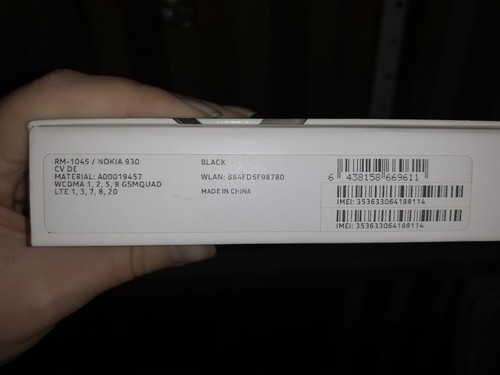 RM-1045 / NOKIA 930
CV DE
MATERIAL: A00019457
WCDMA 1, 2, 5, 8 GSMQUAD
LTE 1, 3, 7, 8, 20
BLACK
WLAN: 884FD5F987B0
MADE IN CHINA
6 438158 669611
IMEI: 353633064188114
IMEI: 353633064188114